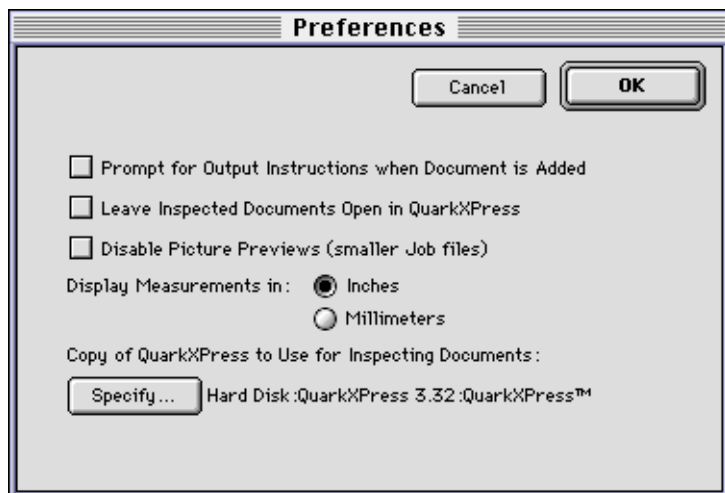 Preferences
Cancel
OK
Prompt for Output Instructions when Document is Added
Leave Inspected Documents Open in QuarkXPress
Disable Picture Previews (smaller Job files)
Display Measurements in: Inches
Millimeters
Copy of QuarkXPress to Use for Inspecting Documents:
Specify... Hard Disk:QuarkXPress 3.32:QuarkXPress™